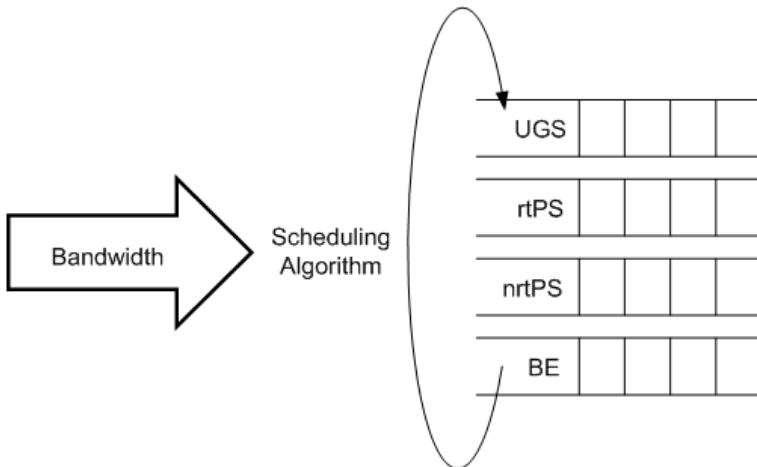 Bandwidth
Scheduling
Algorithm
UGS
rtPS
nrtPS
BE